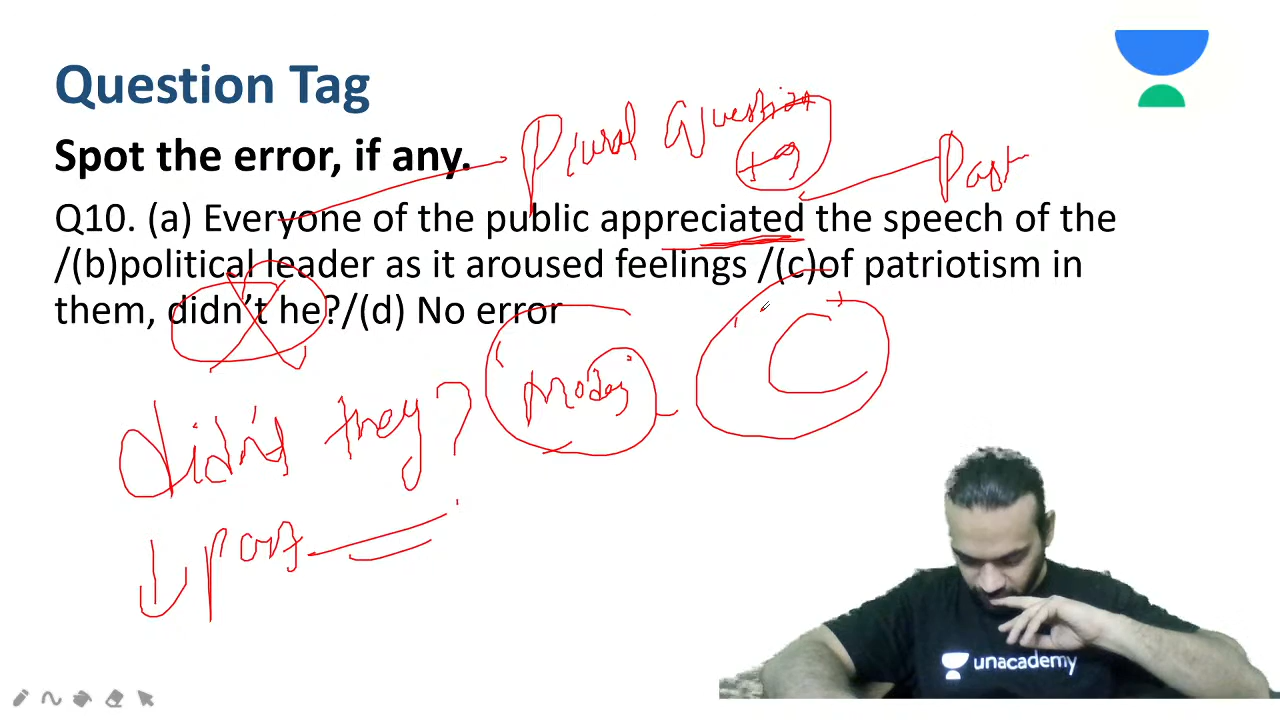 Question Tag
Spot the error, if any.
Plural Question
tag
Past
Q10. (a) Everyone of the public appreciated the speech of the
/(b)political leader as it aroused feelings /(c)of patriotism in
them, didn't he?/(d) No error
didn't they?
Past
C
unacademy